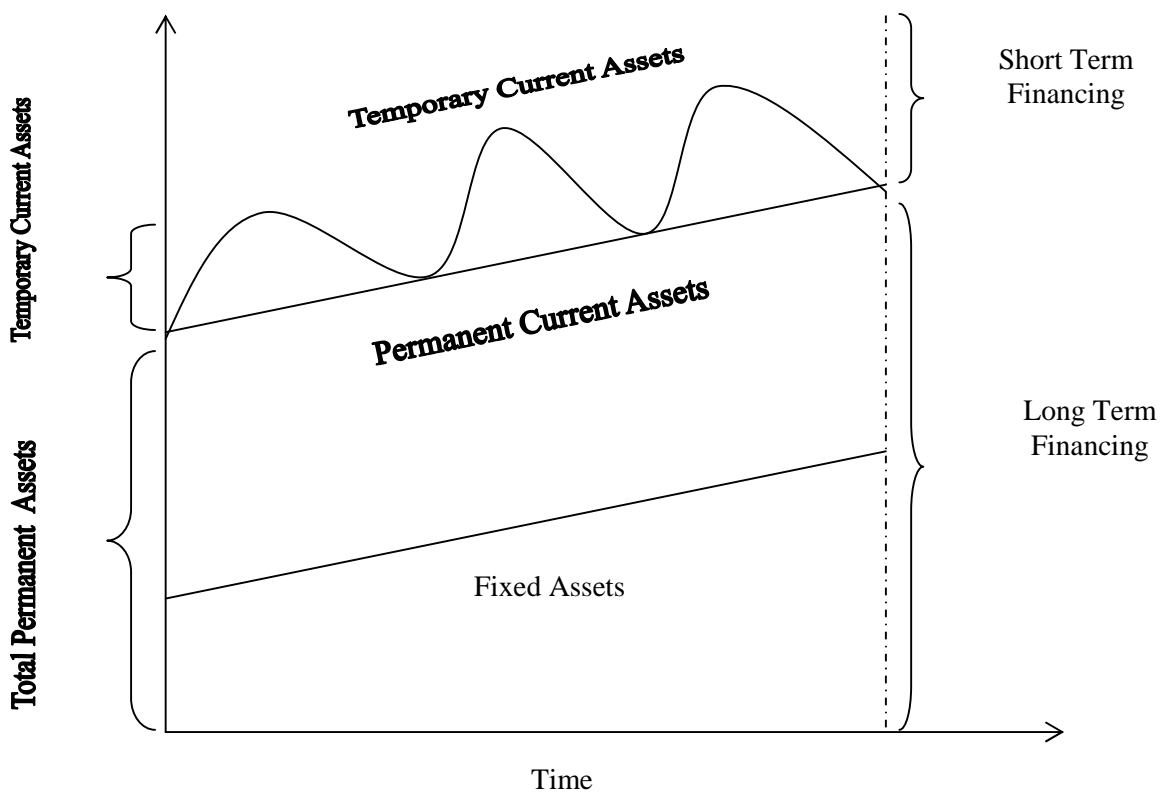 Temporary Current Assets
Short Term
Financing
Temporary Current Assets
Permanent Current Assets
Long Term
Financing
Total Permanent Assets
Fixed Assets
Time